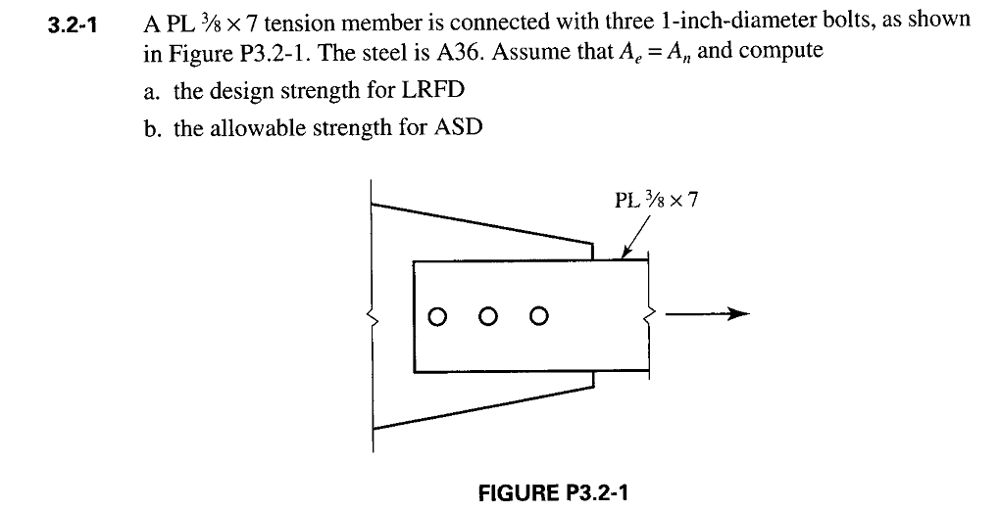 3.2-1 A PL ⅜ × 7 tension member is connected with three 1-inch-diameter bolts, as shown
in Figure P3.2-1. The steel is A36. Assume that Aₑ = Aₙ and compute
a. the design strength for LRFD
b. the allowable strength for ASD
PL ⅜ × 7
FIGURE P3.2-1